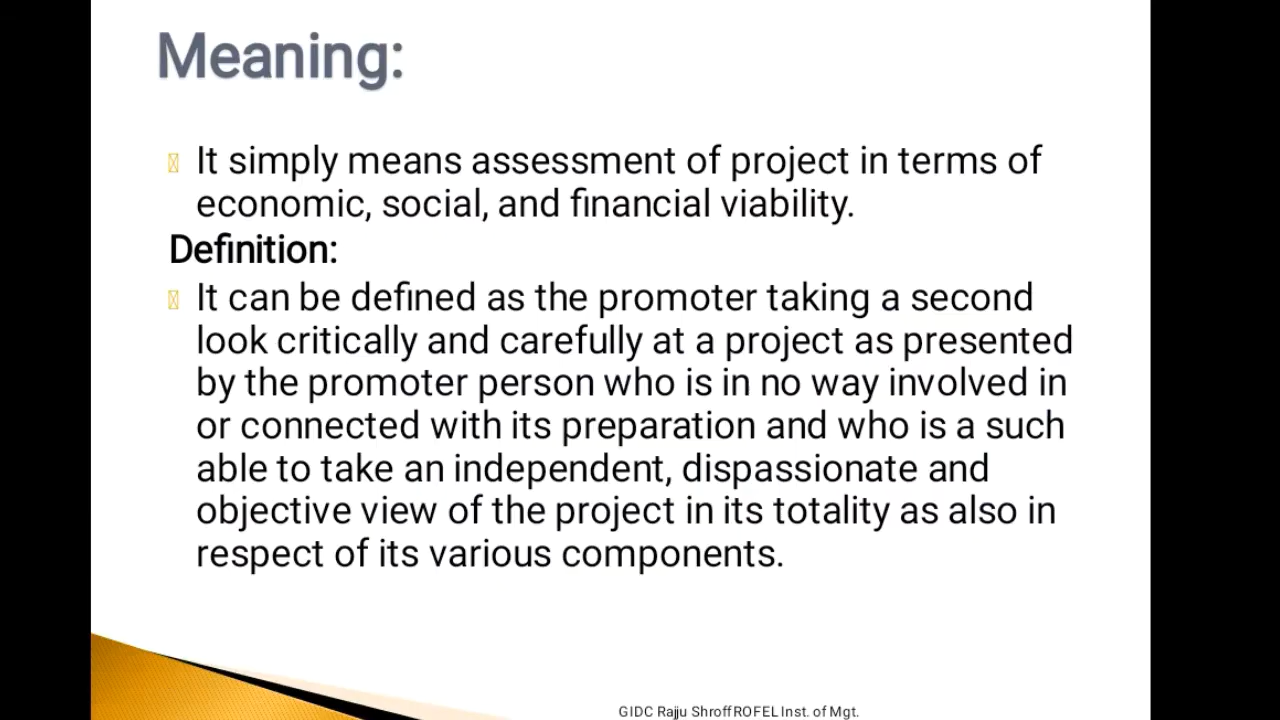 Meaning:
It simply means assessment of project in terms of
economic, social, and financial viability.
Definition:
It can be defined as the promoter taking a second
look critically and carefully at a project as presented
by the promoter person who is in no way involved in
or connected with its preparation and who is a such
able to take an independent, dispassionate and
objective view of the project in its totality as also in
respect of its various components.
GIDC Rajju ShroffROFEL Inst. of Mgt.